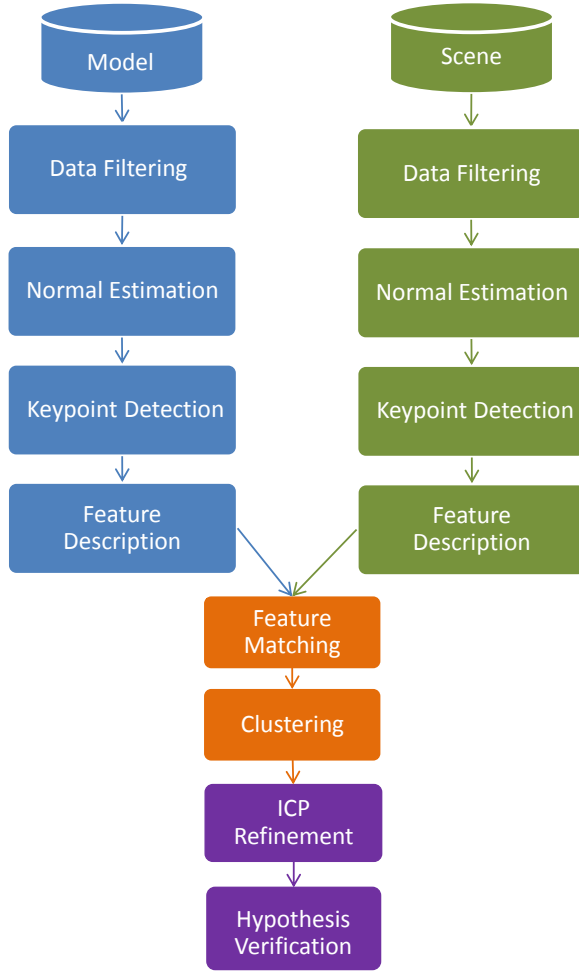 Model
Data Filtering
Normal Estimation
Keypoint Detection
Feature
Description
Scene
Data Filtering
Normal Estimation
Keypoint Detection
Feature
Description
Feature
Matching
Clustering
ICP
Refinement
Hypothesis
Verification